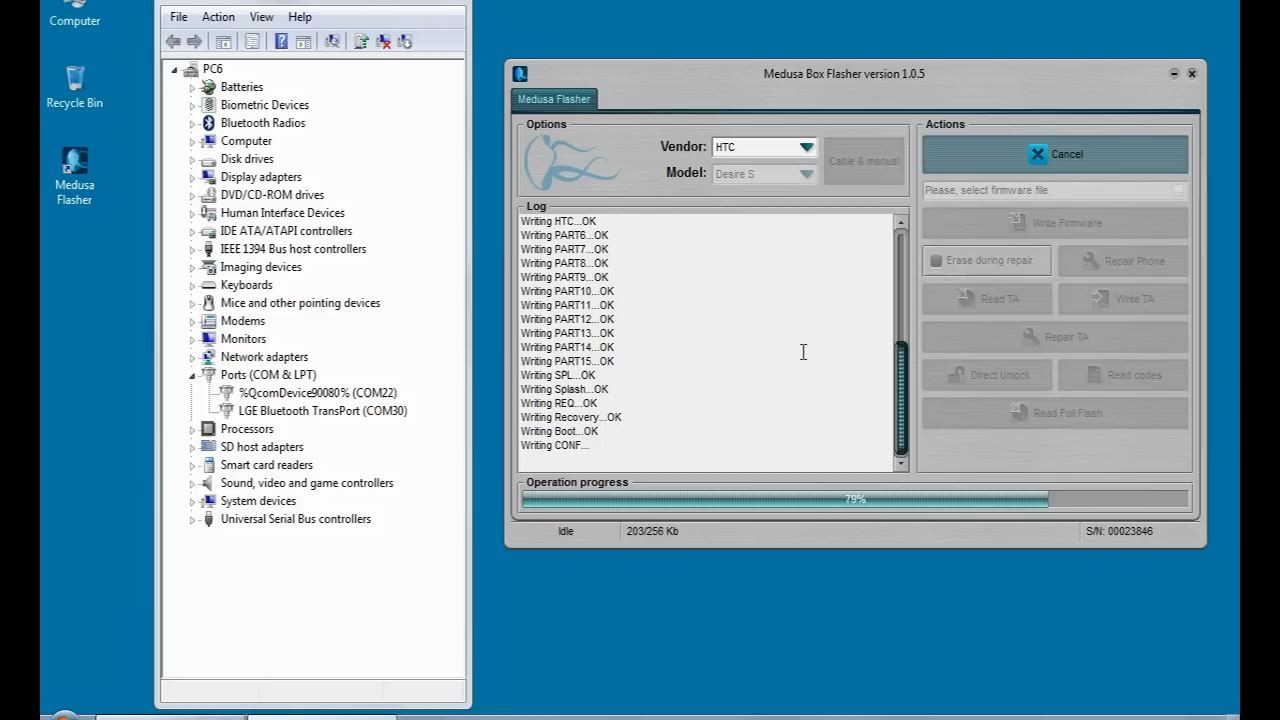 Computer
Recycle Bin
Medusa
Flasher
File Action View Help
PC6
Batteries
Biometric Devices
Bluetooth Radios
Computer
Disk drives
Display adapters
DVD/CD-ROM drives
Human Interface Devices
IDE ATA/ATAPI controllers
IEEE 1394 Bus host controllers
Imaging devices
Keyboards
Mice and other pointing devices
Modems
Monitors
Network adapters
Ports (COM & LPT)
%QcomDevice90080% (COM22)
LGE Bluetooth TransPort (COM30)
Processors
SD host adapters
Smart card readers
Sound, video and game controllers
System devices
Universal Serial Bus controllers
Medusa Box Flasher version 1.0.5
Medusa Flasher
Options
Vendor: HTC
Model: Desire S
Cable & manual
Log
Writing HTC...OK
Writing PART6...OK
Writing PART7...OK
Writing PART8...OK
Writing PART9...OK
Writing PART10...OK
Writing PART11...OK
Writing PART12...OK
Writing PART13...OK
Writing PART14...OK
Writing PART15...OK
Writing SPL...OK
Writing Splash...OK
Writing REQ...OK
Writing Recovery...OK
Writing Boot...OK
Writing CONF...
Operation progress
79%
Idle 203/256 Kb S/N: 00023846
Actions
Cancel
Please, select firmware file
Write Firmware
Erase during repair Repair Phone
Read TA Write TA
Repair TA
Direct Unlock Read codes
Read Full Flash